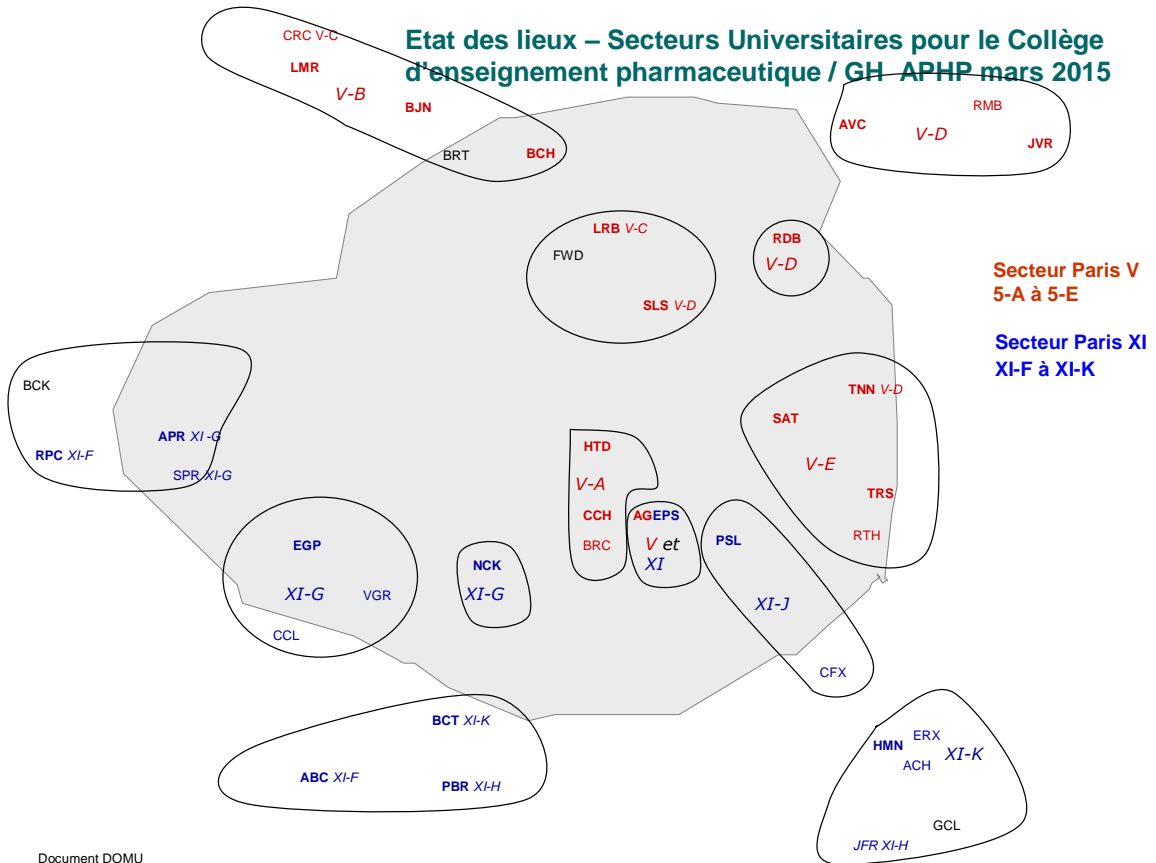 Etat des lieux – Secteurs Universitaires pour le Collège
d'enseignement pharmaceutique / GH APHP mars 2015
CRC V-C
LMR
V-B
BJN
BRT
BCH
AVC
V-D
RMB
JVR
LRB V-C
FWD
SLS V-D
RDB
V-D
Secteur Paris V
5-A à 5-E
Secteur Paris XI
XI-F à XI-K
BCK
RPC XI-F
APR XI -G
SPR XI-G
TNN V-D
SAT
V-E
TRS
RTH
HTD
V-A
CCH
BRC
AGEPS
V et
XI
PSL
XI-J
CFX
EGP
XI-G
VGR
CCL
NCK
XI-G
BCT XI-K
ABC XI-F
PBR XI-H
HMN
ERX
ACH
XI-K
GCL
JFR XI-H
Document DOMU